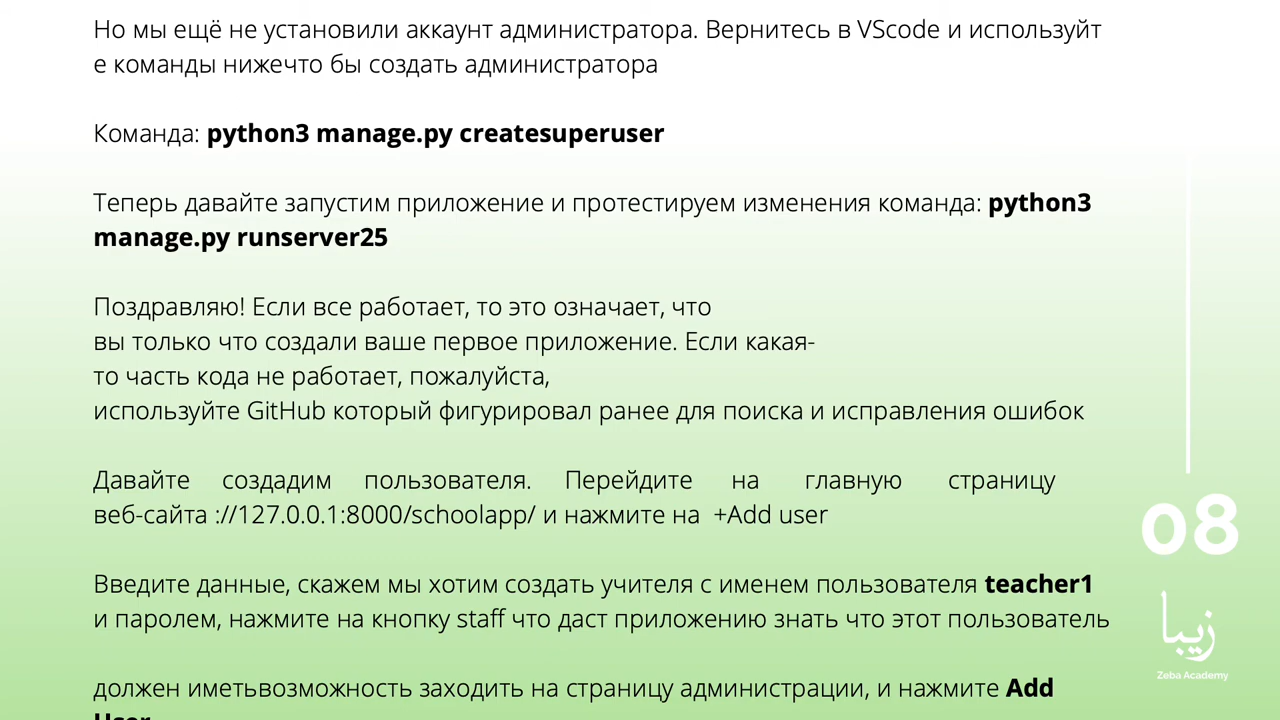 Но мы ещё не установили аккаунт администратора. Вернитесь в VScode и используйт
е команды нижечто бы создать администратора
Команда: python3 manage.py createsuperuser
Теперь давайте запустим приложение и протестируем изменения команда: python3
manage.py runserver25
Поздравляю! Если все работает, то это означает, что
вы только что создали ваше первое приложение. Если какая-
то часть кода не работает, пожалуйста,
используйте GitHub который фигурировал ранее для поиска и исправления ошибок
Давайте создадим пользователя. Перейдите на главную страницу
веб-сайта ://127.0.0.1:8000/schoolapp/ и нажмите на +Add user
Введите данные, скажем мы хотим создать учителя с именем пользователя teacher1
и паролем, нажмите на кнопку staff что даст приложению знать что этот пользователь
должен иметьвозможность заходить на страницу администрации, и нажмите Add
User
08
زيبا
Zeba Academy